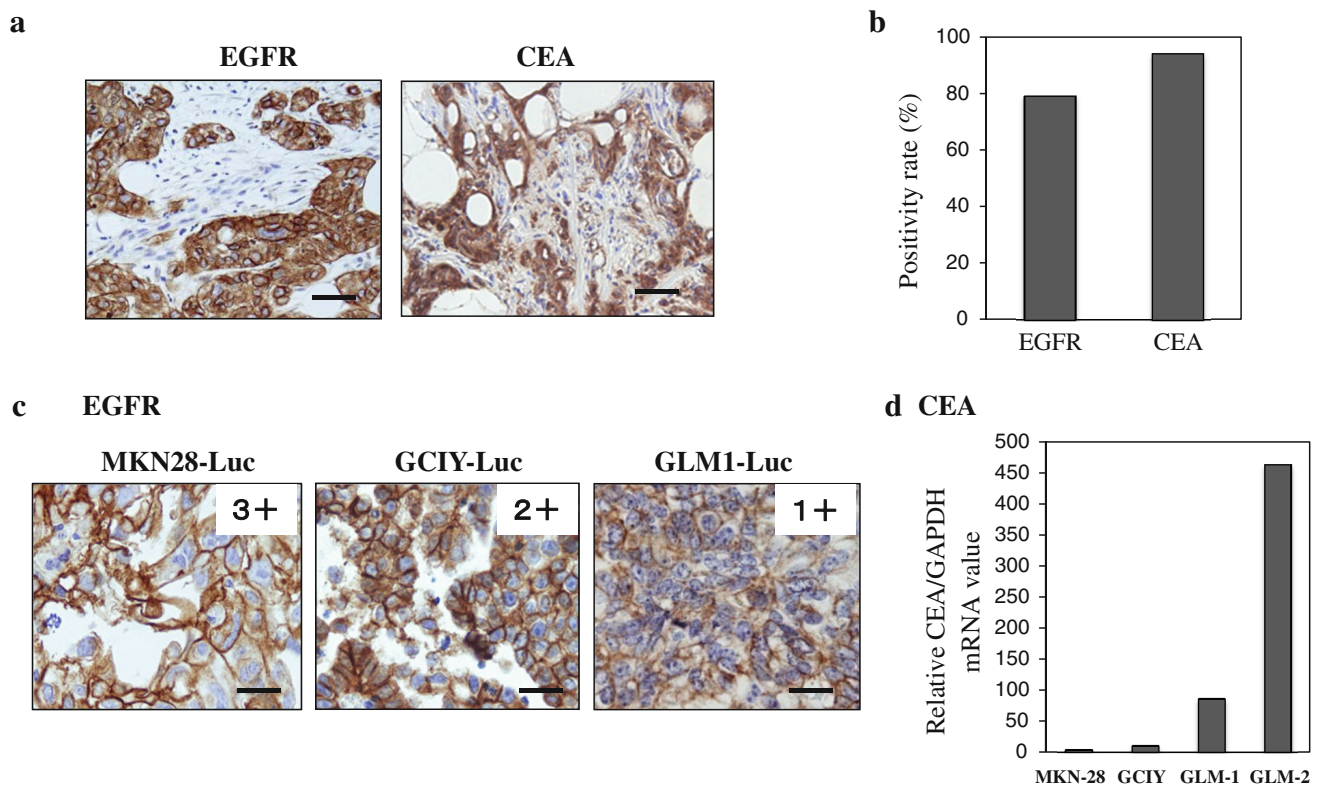 a
EGFR
CEA
b
Positivity rate (%)
100
80
60
40
20
0
EGFR
CEA
c EGFR
MKN28-Luc
GCIY-Luc
GLM1-Luc
3+
2+
1+
d CEA
Relative CEA/GAPDH
mRNA value
500
450
400
350
300
250
200
150
100
50
0
MKN-28
GCIY
GLM-1
GLM-2